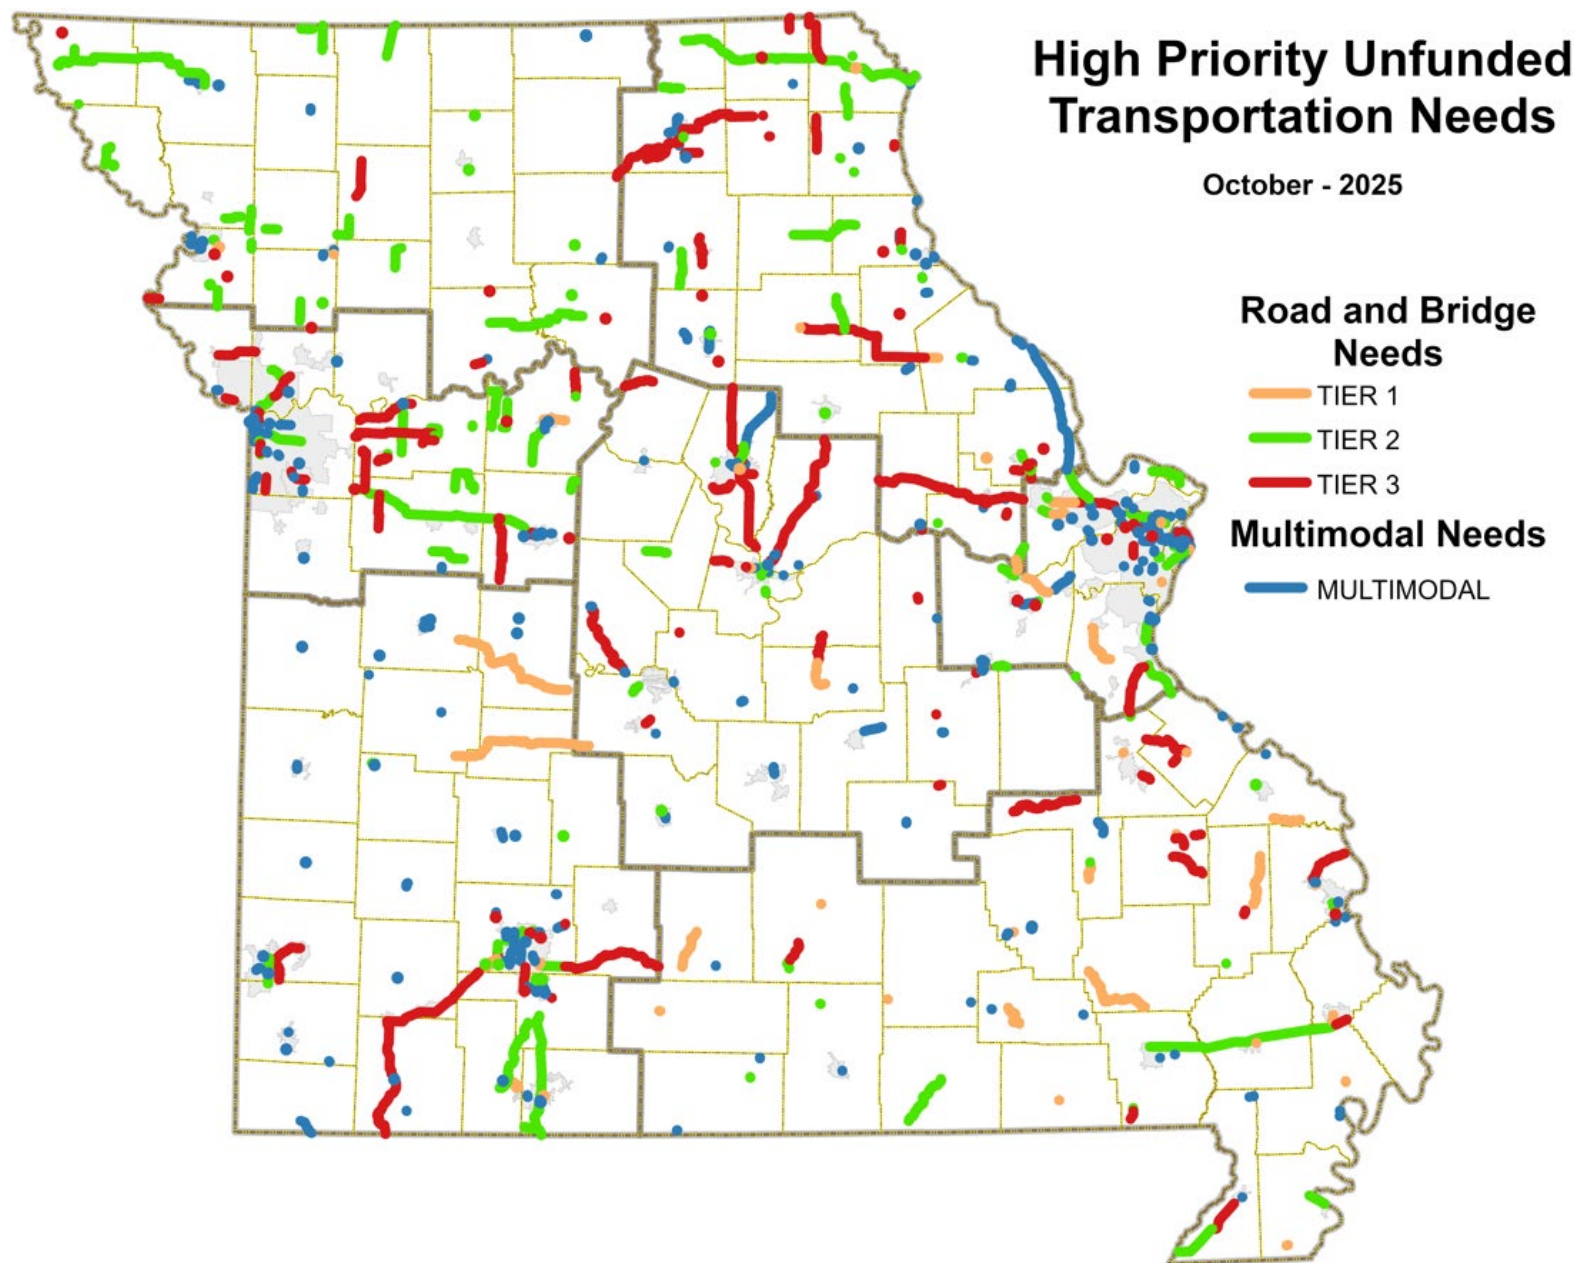 High Priority Unfunded
Transportation Needs
October - 2025
Road and Bridge
Needs
TIER 1
TIER 2
TIER 3
Multimodal Needs
MULTIMODAL